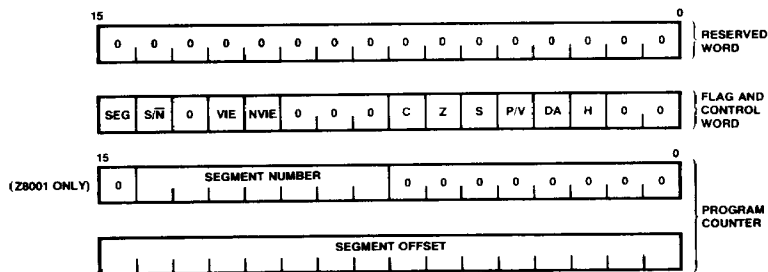 15 0
0 0 0 0 0 0 0 0 0 0 0 0 0 0 0 0
RESERVED
WORD
SEG S/N̅ 0 VIE NVIE 0 0 0 C Z S P/V DA H 0 0
FLAG AND
CONTROL
WORD
15 0
(Z8001 ONLY) 0 SEGMENT NUMBER 0 0 0 0 0 0 0 0
PROGRAM
COUNTER
SEGMENT OFFSET